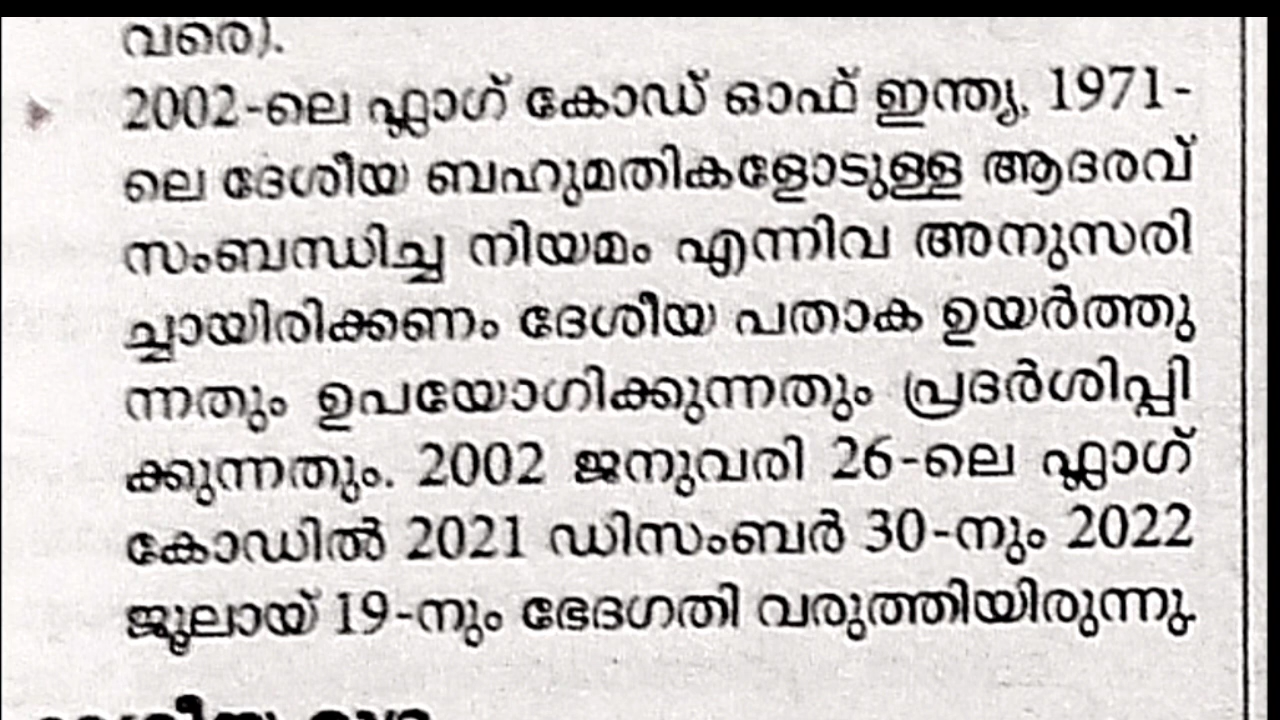 വരെ).
2002-ലെ ഫ്ലാഗ് കോഡ് ഓഫ് ഇന്ത്യ, 1971-
ലെ ദേശീയ ബഹുമതികളോടുള്ള ആദരവ്
സംബന്ധിച്ച നിയമം എന്നിവ അനുസരി
ച്ചായിരിക്കണം ദേശീയ പതാക ഉയർത്തു
ന്നതും ഉപയോഗിക്കുന്നതും പ്രദർശിപ്പി
ക്കുന്നതും. 2002 ജനുവരി 26-ലെ ഫ്ലാഗ്
കോഡിൽ 2021 ഡിസംബർ 30-നും 2022
ജൂലായ് 19-നും ഭേദഗതി വരുത്തിയിരുന്നു.